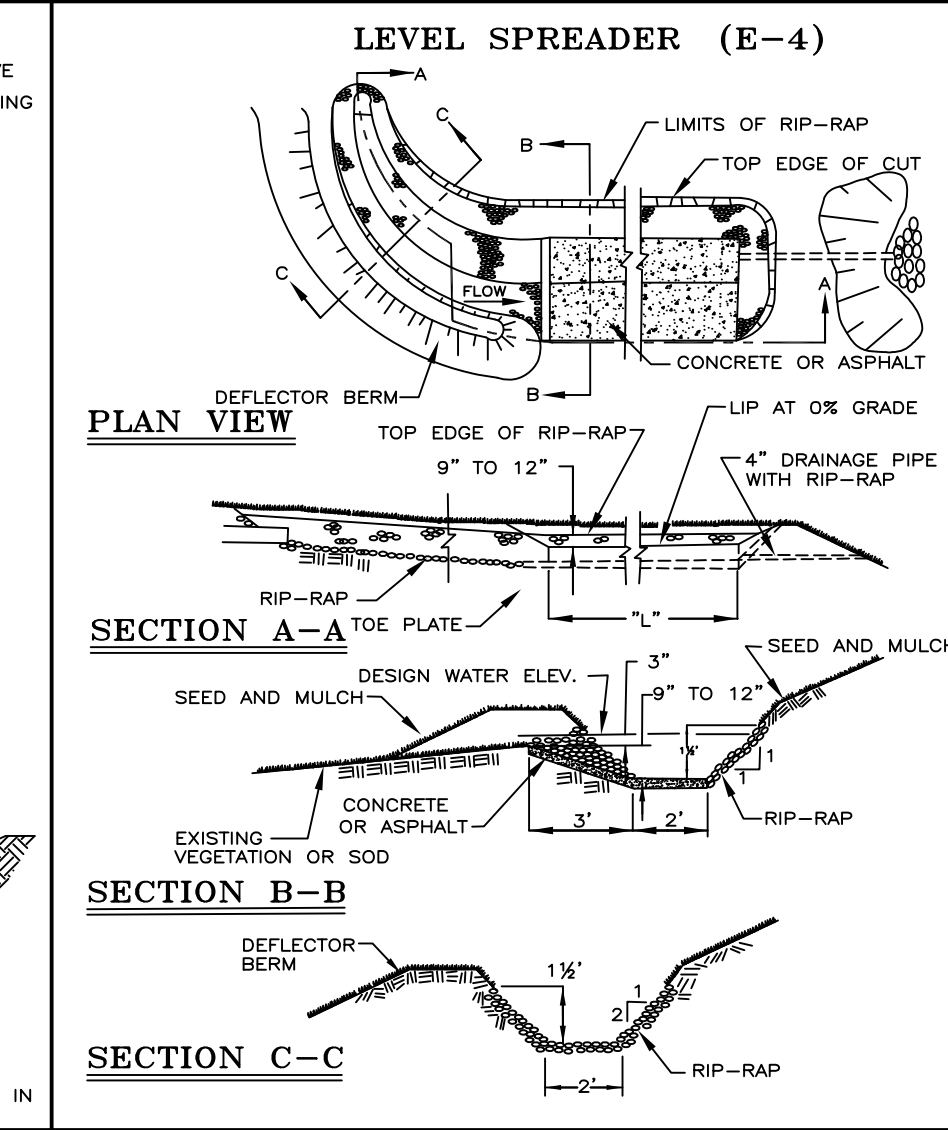 VE
ING
IN
LEVEL SPREADER (E-4)
A
C
B
LIMITS OF RIP-RAP
TOP EDGE OF CUT
C
FLOW
A
CONCRETE OR ASPHALT
DEFLECTOR BERM
B
PLAN VIEW
LIP AT 0% GRADE
TOP EDGE OF RIP-RAP
9" TO 12"
4" DRAINAGE PIPE
WITH RIP-RAP
RIP-RAP
"L"
SECTION A-A
TOE PLATE
SEED AND MULCH
3"
DESIGN WATER ELEV.
SEED AND MULCH
9" TO 12"
1½'
1
1
CONCRETE
OR ASPHALT
3'
2'
RIP-RAP
EXISTING
VEGETATION OR SOD
SECTION B-B
DEFLECTOR
BERM
1½'
1
2
RIP-RAP
SECTION C-C
2'